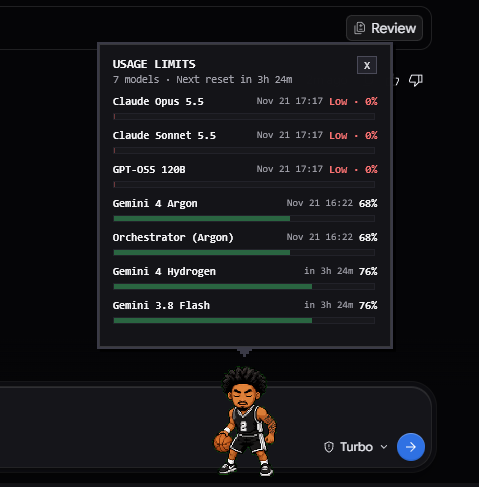 Review
USAGE LIMITS X
7 models · Next reset in 3h 24m
Claude Opus 5.5 Nov 21 17:17 Low · 0%
Claude Sonnet 5.5 Nov 21 17:17 Low · 0%
GPT-OSS 120B Nov 21 17:17 Low · 0%
Gemini 4 Argon Nov 21 16:22 68%
Orchestrator (Argon) Nov 21 16:22 68%
Gemini 4 Hydrogen in 3h 24m 76%
Gemini 3.8 Flash in 3h 24m 76%
2
Turbo